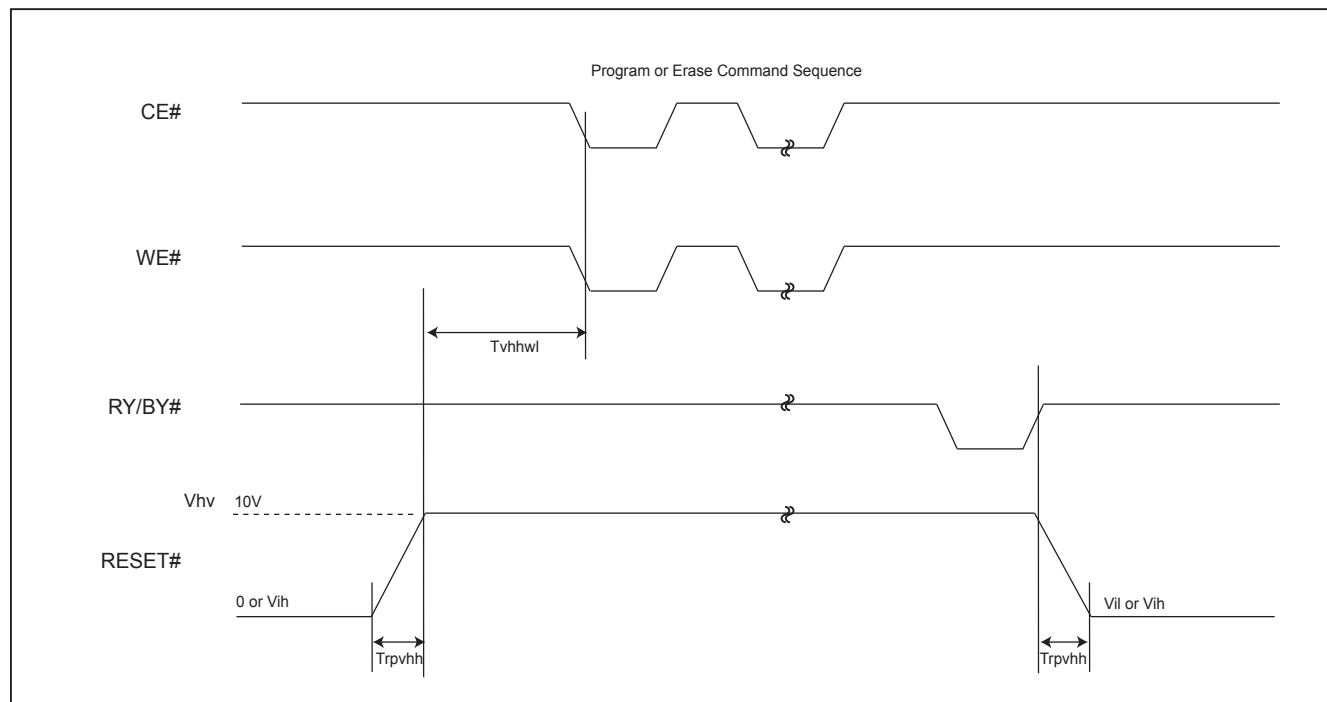 Program or Erase Command Sequence
CE#
WE#
Tvhhwl
RY/BY#
Vhv 10V
RESET#
0 or Vih
Vil or Vih
Trpvhh
Trpvhh